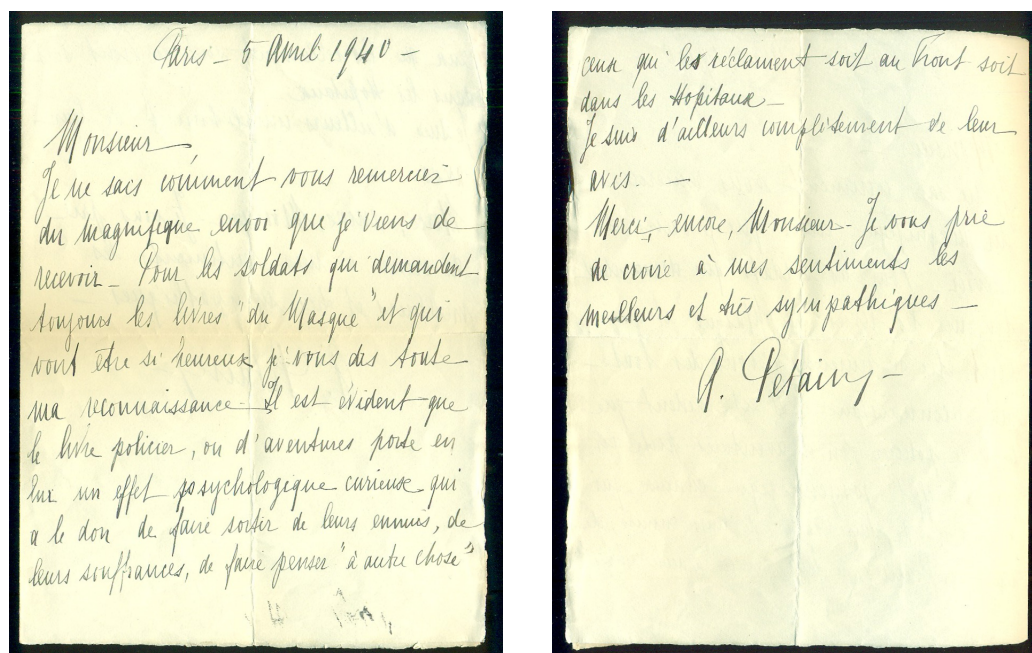 Paris - 5 Avril 1940 -
Monsieur
Je ne sais comment vous remercier
du magnifique envoi que je viens de
recevoir - Pour les soldats qui demandent
toujours les livres "du Masque" et qui
vont être si heureux je vous dis toute
ma reconnaissance - Il est évident que
le livre policier, ou d'aventures porte en
lui un effet psychologique curieux qui
a le don de faire sortir de leurs ennuis, de
leurs souffrances, de faire penser "à autre chose"
ceux qui les réclament soit au Front soit
dans les Hôpitaux -
Je suis d'ailleurs complètement de leur
avis. -
Merci, encore, Monsieur - Je vous prie
de croire à mes sentiments les
meilleurs et très sympathiques -
A. Petain -